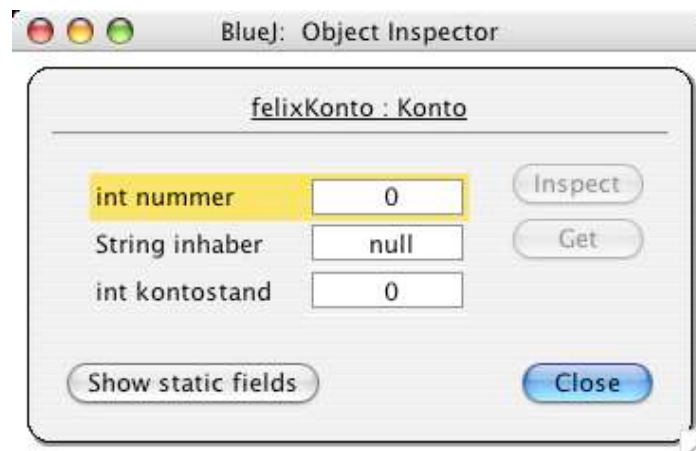 BlueJ: Object Inspector
felixKonto : Konto
int nummer 0
Inspect
String inhaber null
Get
int kontostand 0
Show static fields
Close